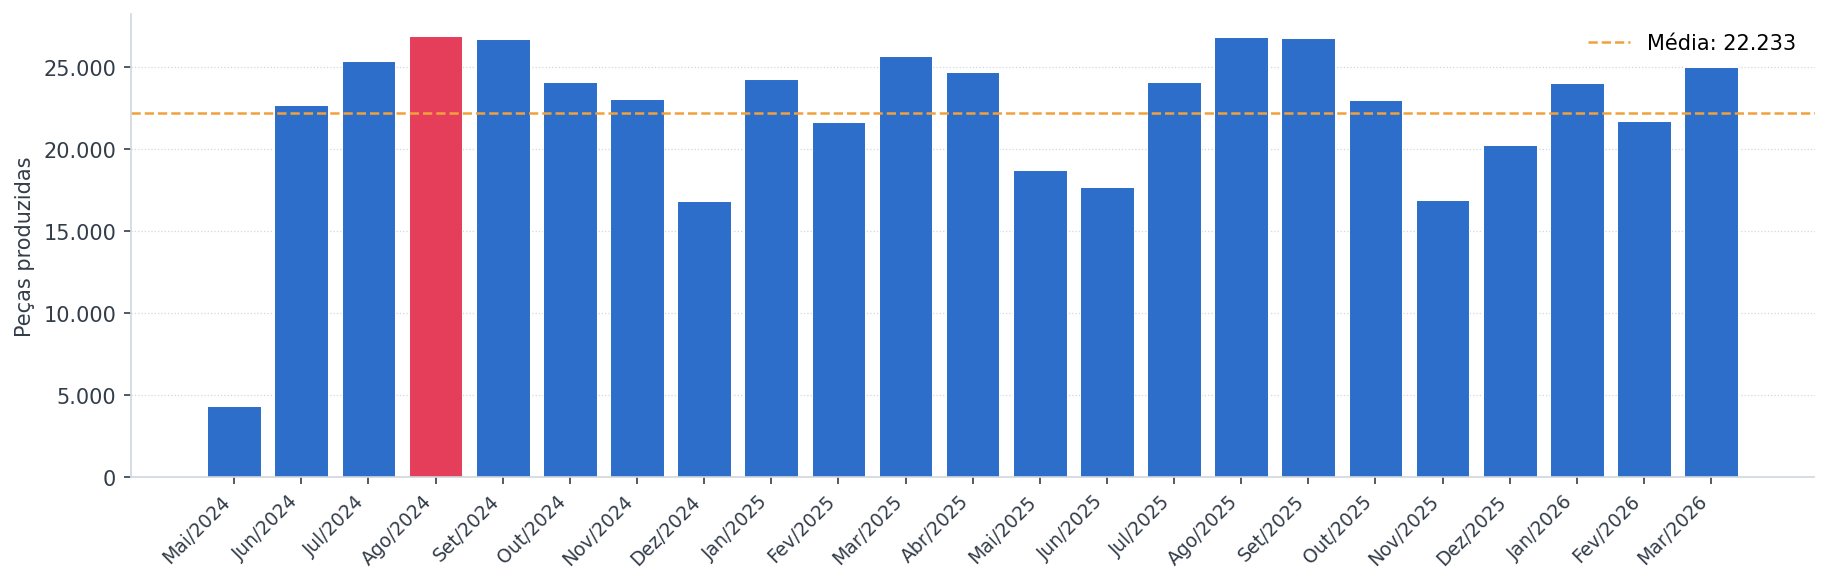 Média: 22.233
Peças produzidas
25.000
20.000
15.000
10.000
5.000
0
Mai/2024
Jun/2024
Jul/2024
Ago/2024
Set/2024
Out/2024
Nov/2024
Dez/2024
Jan/2025
Fev/2025
Mar/2025
Abr/2025
Mai/2025
Jun/2025
Jul/2025
Ago/2025
Set/2025
Out/2025
Nov/2025
Dez/2025
Jan/2026
Fev/2026
Mar/2026